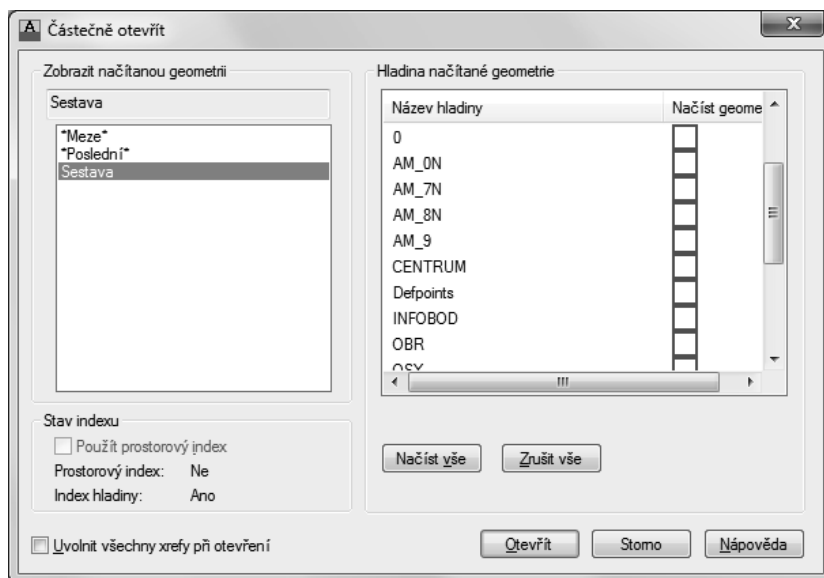 Částečně otevřít
Zobrazit načítanou geometrii
Sestava
*Meze*
*Poslední*
Sestava
Stav indexu
Použít prostorový index
Prostorový index: Ne
Index hladiny: Ano
Uvolnit všechny xrefy při otevření
Hladina načítané geometrie
Název hladiny Načíst geome
0
AM_0N
AM_7N
AM_8N
AM_9
CENTRUM
Defpoints
INFOBOD
OBR
OSY
Načíst vše Zrušit vše
Otevřít Storno Nápověda